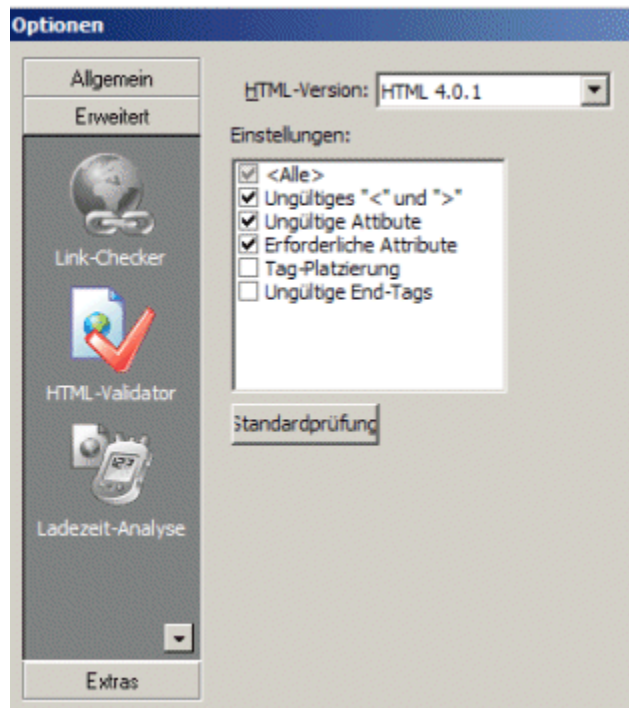 Optionen
Allgemein
Erweitert
Link-Checker
HTML-Validator
Ladezeit-Analyse
Extras
HTML-Version: HTML 4.0.1
Einstellungen:
<Alle>
Ungültiges "<" und ">"
Ungültige Attibute
Erforderliche Attribute
Tag-Platzierung
Ungültige End-Tags
Standardprüfung